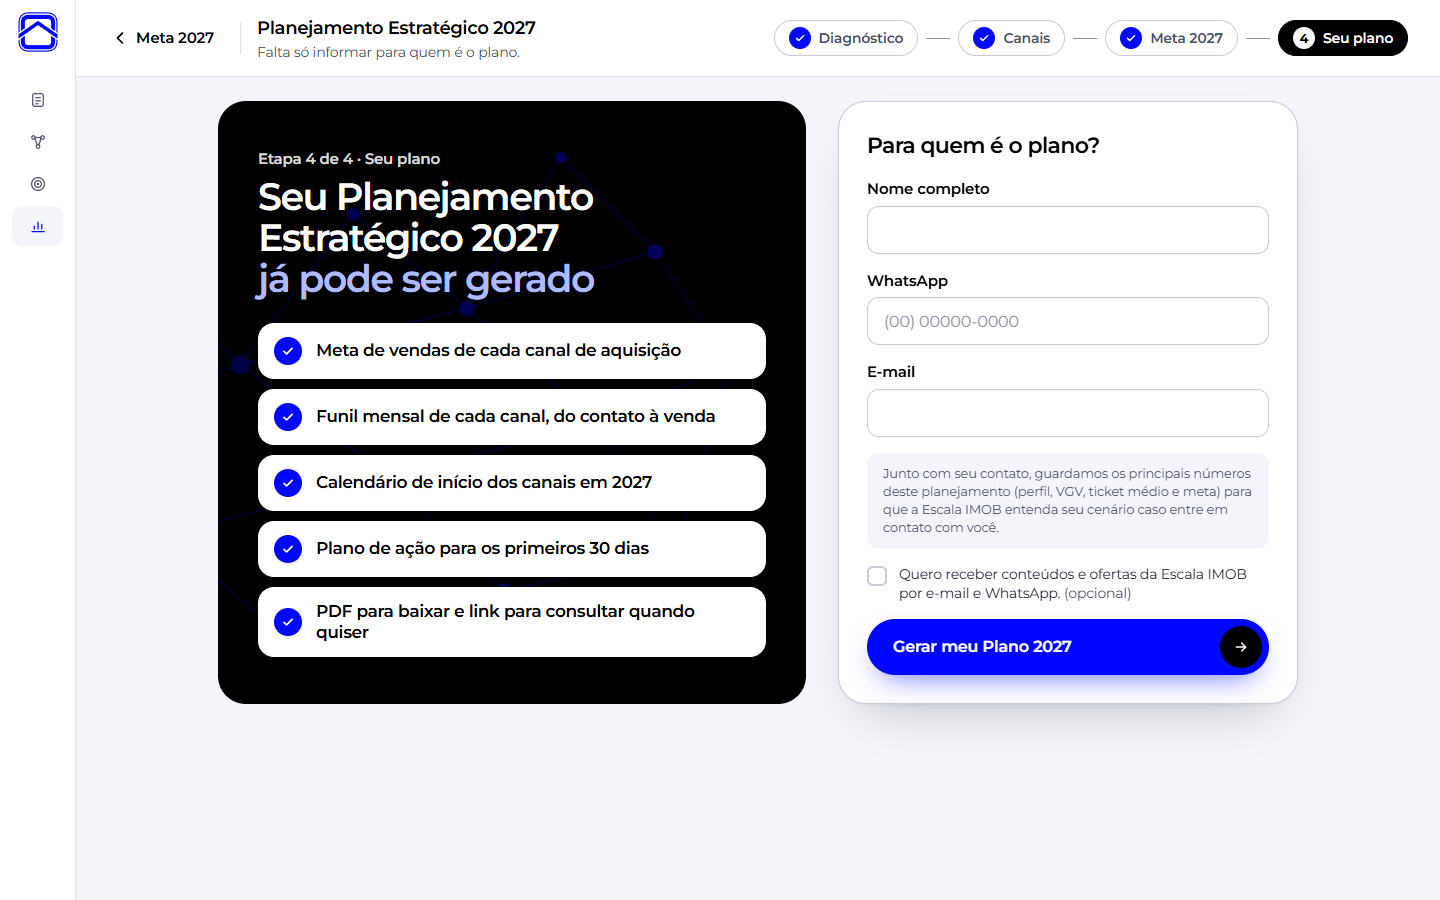 Meta 2027
Planejamento Estratégico 2027
Falta só informar para quem é o plano.
Diagnóstico
Canais
Meta 2027
4 Seu plano
Etapa 4 de 4 · Seu plano
Seu Planejamento
Estratégico 2027
já pode ser gerado
Meta de vendas de cada canal de aquisição
Funil mensal de cada canal, do contato à venda
Calendário de início dos canais em 2027
Plano de ação para os primeiros 30 dias
PDF para baixar e link para consultar quando
quiser
Para quem é o plano?
Nome completo
WhatsApp
(00) 00000-0000
E-mail
Junto com seu contato, guardamos os principais números
deste planejamento (perfil, VGV, ticket médio e meta) para
que a Escala IMOB entenda seu cenário caso entre em
contato com você.
Quero receber conteúdos e ofertas da Escala IMOB
por e-mail e WhatsApp. (opcional)
Gerar meu Plano 2027